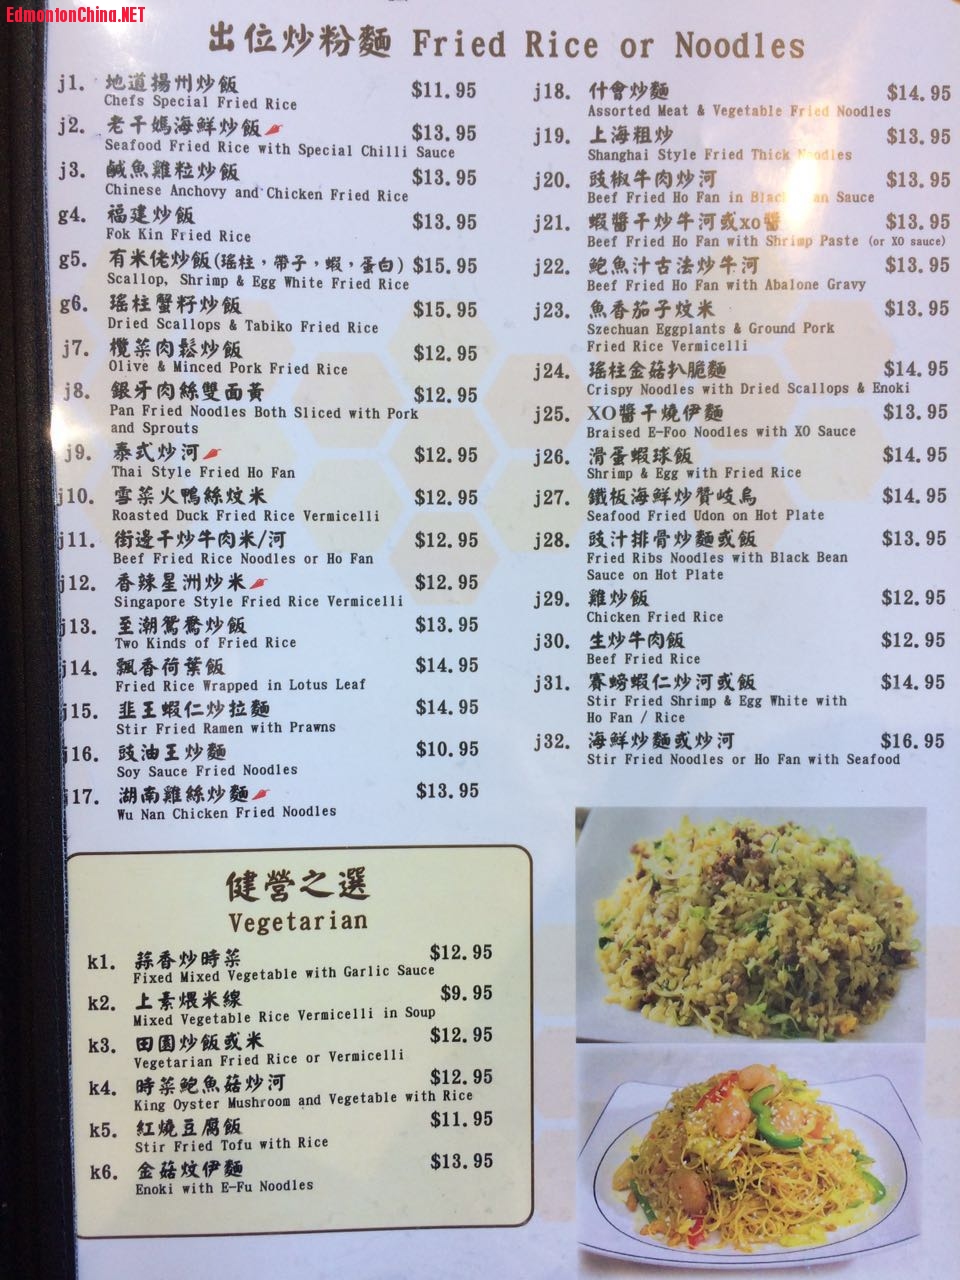 EdmontonChina.NET
出位炒粉麵 Fried Rice or Noodles
j1. 地道揚州炒飯 $11.95
Chefs Special Fried Rice
j2. 老干媽海鮮炒飯 $13.95
Seafood Fried Rice with Special Chilli Sauce
j3. 鹹魚雞粒炒飯 $13.95
Chinese Anchovy and Chicken Fried Rice
g4. 福建炒飯 $13.95
Fok Kin Fried Rice
g5. 有米佬炒飯(瑤柱，帶子，蝦，蛋白) $15.95
Scallop, Shrimp & Egg White Fried Rice
g6. 瑤柱蟹籽炒飯 $15.95
Dried Scallops & Tabiko Fried Rice
j7. 欖菜肉鬆炒飯 $12.95
Olive & Minced Pork Fried Rice
j8. 銀牙肉絲雙面黃 $12.95
Pan Fried Noodles Both Sliced with Pork
and Sprouts
j9. 泰式炒河 $12.95
Thai Style Fried Ho Fan
j10. 雪菜火鴨絲炆米 $12.95
Roasted Duck Fried Rice Vermicelli
j11. 街邊干炒牛肉米/河 $12.95
Beef Fried Rice Noodles or Ho Fan
j12. 香辣星洲炒米 $12.95
Singapore Style Fried Rice Vermicelli
j13. 至潮鴛鴦炒飯 $13.95
Two Kinds of Fried Rice
j14. 飄香荷葉飯 $14.95
Fried Rice Wrapped in Lotus Leaf
j15. 韭王蝦仁炒拉麵 $14.95
Stir Fried Ramen with Prawns
j16. 豉油王炒麵 $10.95
Soy Sauce Fried Noodles
j17. 湖南雞絲炒麵 $13.95
Wu Nan Chicken Fried Noodles
j18. 什會炒麵 $14.95
Assorted Meat & Vegetable Fried Noodles
j19. 上海粗炒 $13.95
Shanghai Style Fried Thick Noodles
j20. 豉椒牛肉炒河 $13.95
Beef Fried Ho Fan in Black Bean Sauce
j21. 蝦醬干炒牛河或xo醬 $13.95
Beef Fried Ho Fan with Shrimp Paste (or XO sauce)
j22. 鮑魚汁古法炒牛河 $13.95
Beef Fried Ho Fan with Abalone Gravy
j23. 魚香茄子炆米 $13.95
Szechuan Eggplants & Ground Pork
Fried Rice Vermicelli
j24. 瑤柱金菇扒脆麵 $14.95
Crispy Noodles with Dried Scallops & Enoki
j25. XO醬干燒伊麵 $13.95
Braised E-Foo Noodles with XO Sauce
j26. 滑蛋蝦球飯 $14.95
Shrimp & Egg with Fried Rice
j27. 鐵板海鮮炒贊岐烏 $14.95
Seafood Fried Udon on Hot Plate
j28. 豉汁排骨炒麵或飯 $13.95
Fried Ribs Noodles with Black Bean
Sauce on Hot Plate
j29. 雞炒飯 $12.95
Chicken Fried Rice
j30. 生炒牛肉飯 $12.95
Beef Fried Rice
j31. 賽螃蝦仁炒河或飯 $14.95
Stir Fried Shrimp & Egg White with
Ho Fan / Rice
j32. 海鮮炒麵或炒河 $16.95
Stir Fried Noodles or Ho Fan with Seafood
健營之選
Vegetarian
k1. 蒜香炒時菜 $12.95
Fixed Mixed Vegetable with Garlic Sauce
k2. 上素煨米線 $9.95
Mixed Vegetable Rice Vermicelli in Soup
k3. 田園炒飯或米 $12.95
Vegetarian Fried Rice or Vermicelli
k4. 時菜鮑魚菇炒河 $12.95
King Oyster Mushroom and Vegetable with Rice
k5. 紅燒豆腐飯 $11.95
Stir Fried Tofu with Rice
k6. 金菇炆伊麵 $13.95
Enoki with E-Fu Noodles